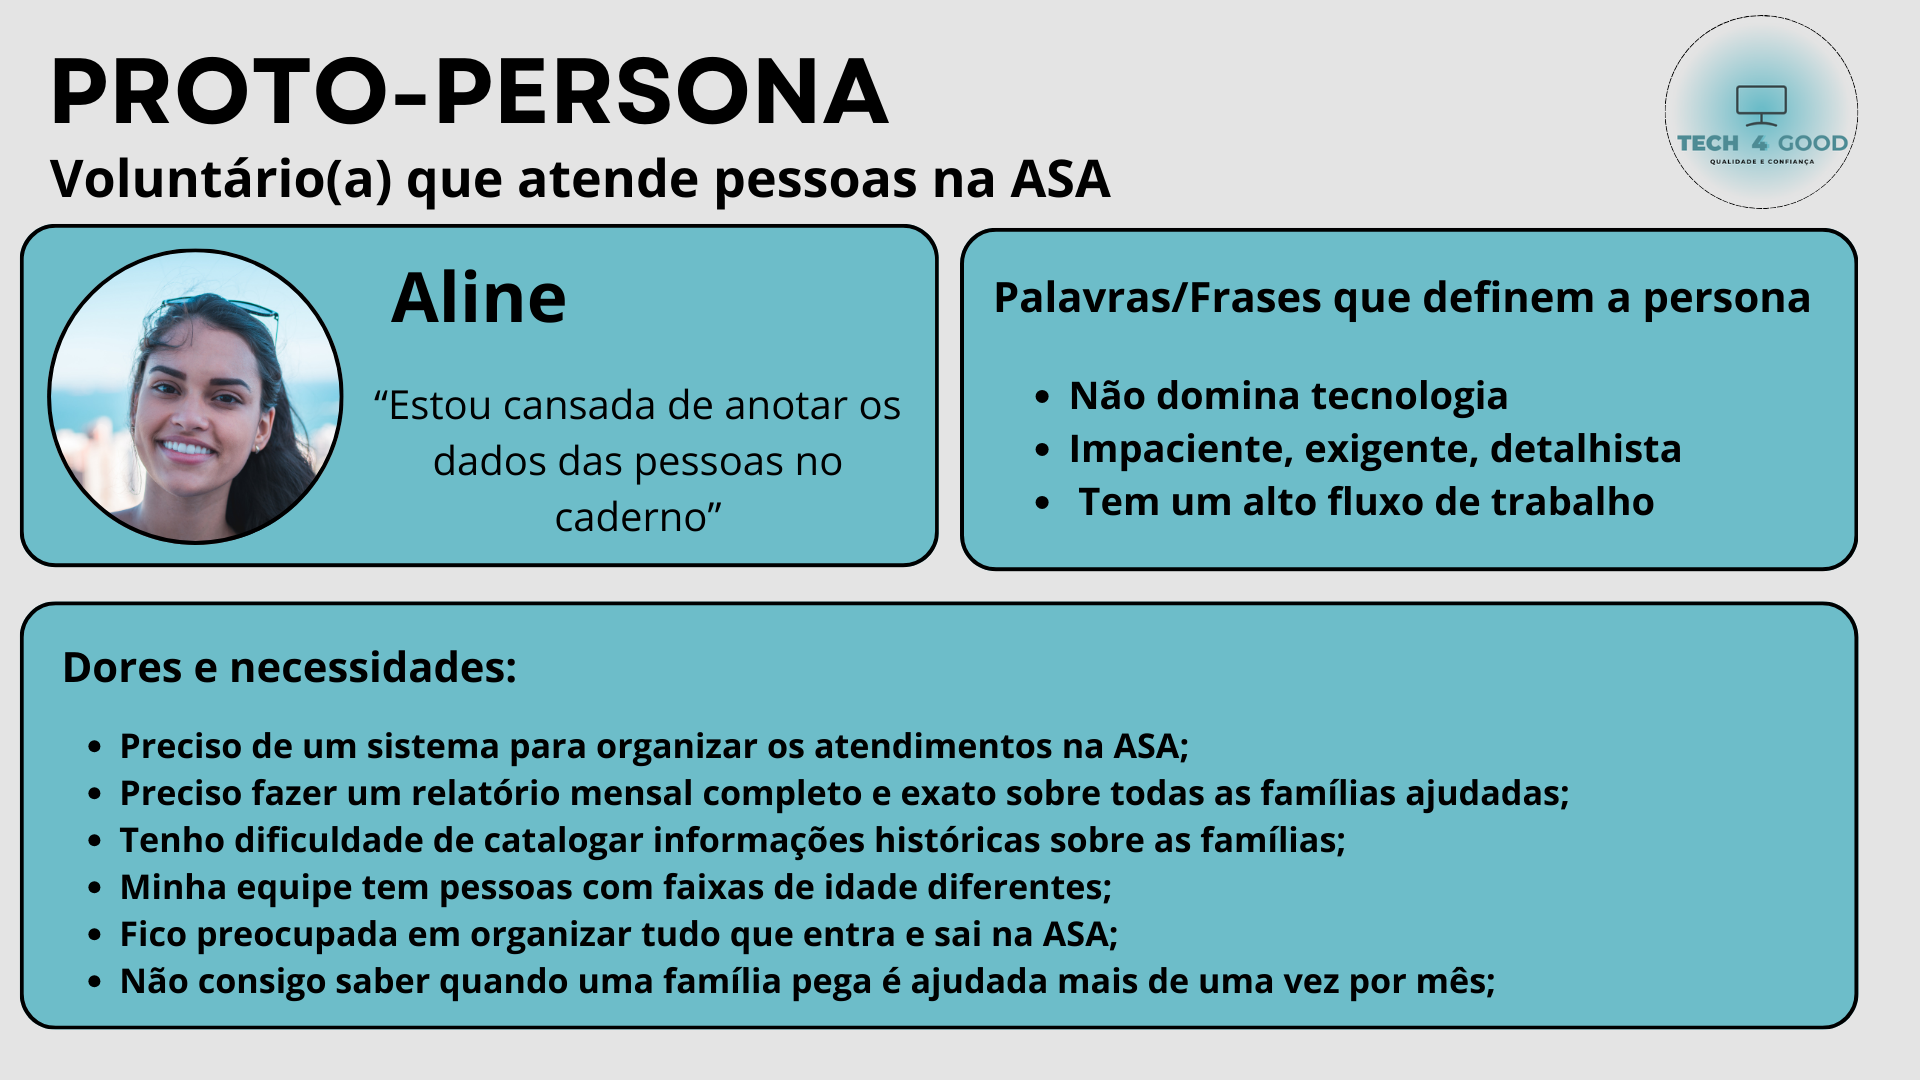 PROTO-PERSONA
Voluntário(a) que atende pessoas na ASA
TECH 4 GOOD
QUALIDADE E CONFIANÇA
Aline
“Estou cansada de anotar os
dados das pessoas no
caderno”
Palavras/Frases que definem a persona
• Não domina tecnologia
• Impaciente, exigente, detalhista
• Tem um alto fluxo de trabalho
Dores e necessidades:
• Preciso de um sistema para organizar os atendimentos na ASA;
• Preciso fazer um relatório mensal completo e exato sobre todas as famílias ajudadas;
• Tenho dificuldade de catalogar informações históricas sobre as famílias;
• Minha equipe tem pessoas com faixas de idade diferentes;
• Fico preocupada em organizar tudo que entra e sai na ASA;
• Não consigo saber quando uma família pega é ajudada mais de uma vez por mês;